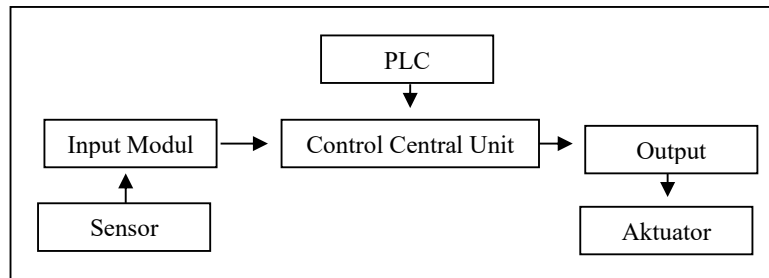 PLC
Input Modul
Control Central Unit
Output
Sensor
Aktuator